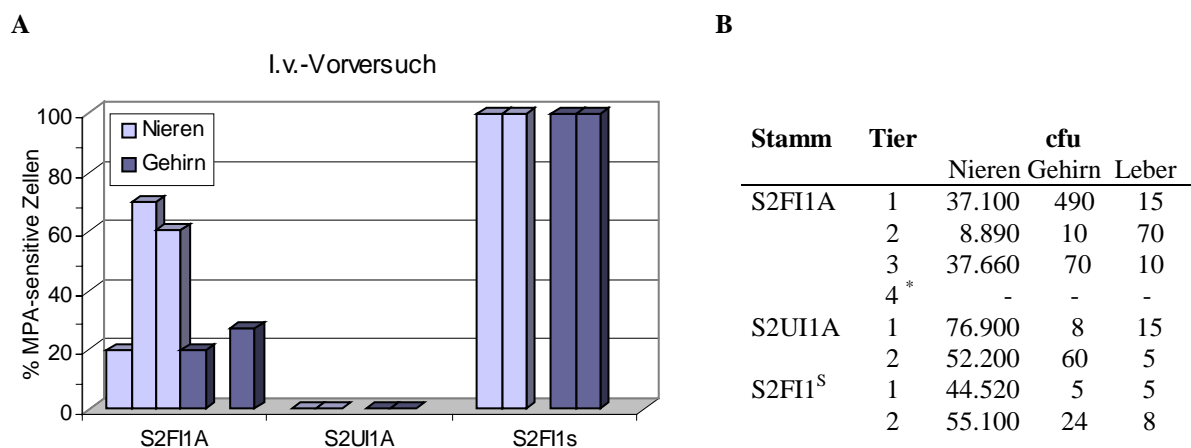 A
B
I.v.-Vorversuch
% MPA-sensitive Zellen
100
80
60
40
20
0
Nieren
Gehirn
S2FI1A
S2UI1A
S2FI1s
Stamm Tier cfu
Nieren Gehirn Leber
S2FI1A 1 37.100 490 15
2 8.890 10 70
3 37.660 70 10
4 * - - -
S2UI1A 1 76.900 8 15
2 52.200 60 5
S2FI1S 1 44.520 5 5
2 55.100 24 8